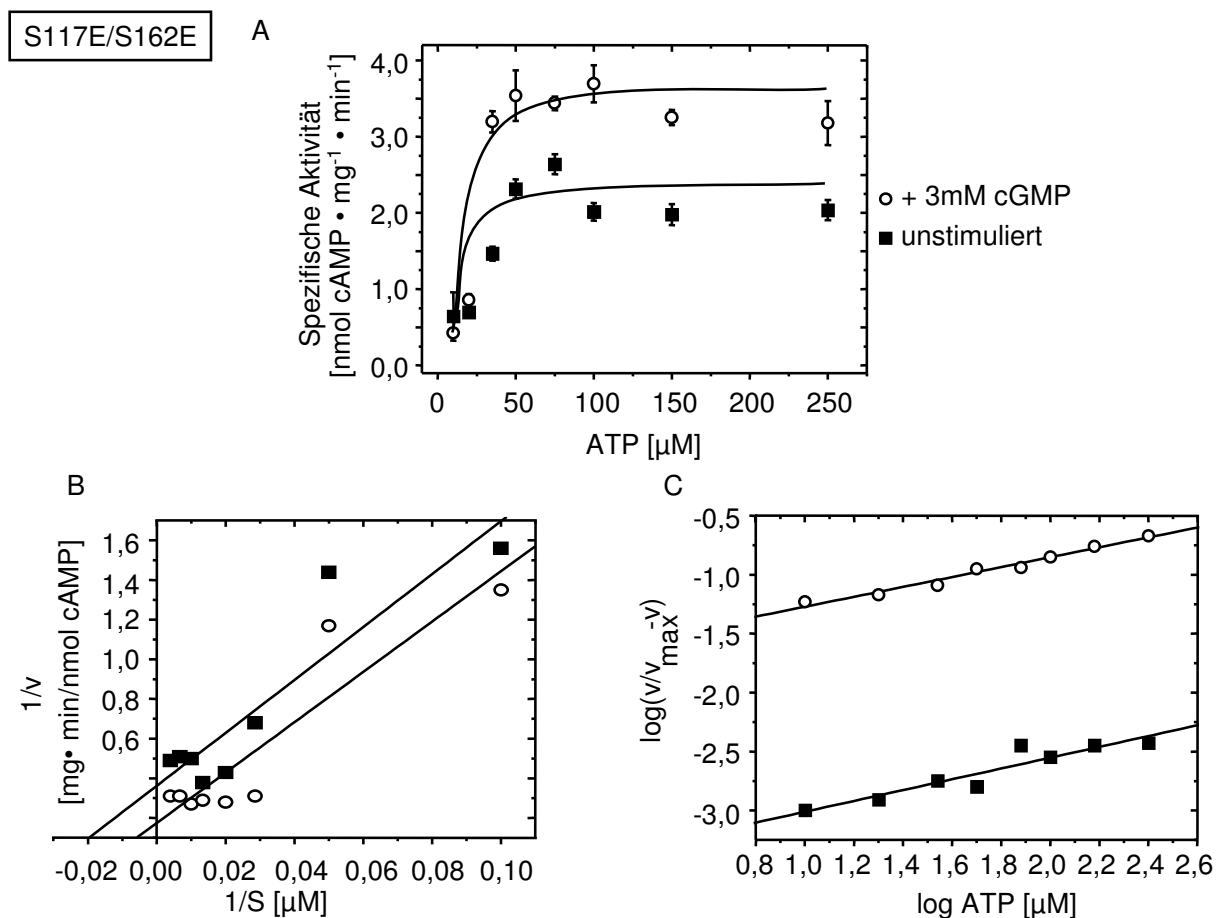 S117E/S162E
A
Spezifische Aktivität
[nmol cAMP • mg⁻¹ • min⁻¹]
4,0
3,0
2,0
1,0
0,0
0 50 100 150 200 250
ATP [µM]
+ 3mM cGMP
unstimuliert
B
1/v
[mg• min/nmol cAMP]
1,6
1,4
1,2
1,0
0,8
0,6
-0,02 0,00 0,02 0,04 0,06 0,08 0,10
1/S [µM]
C
log(v/vmax-v)
-0,5
-1,0
-1,5
-2,0
-2,5
-3,0
0,8 1,0 1,2 1,4 1,6 1,8 2,0 2,2 2,4 2,6
log ATP [µM]